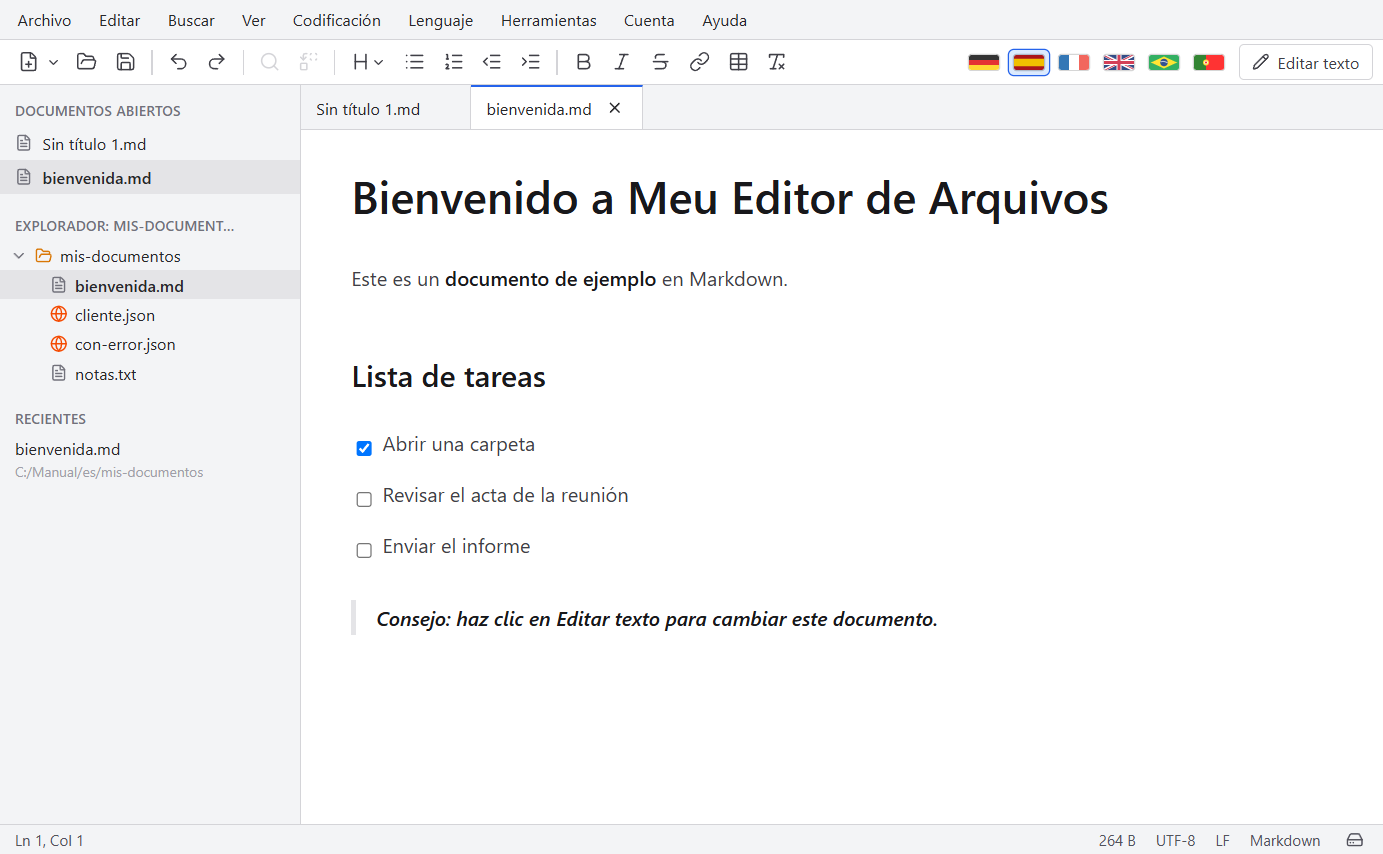 Archivo Editar Buscar Ver Codificación Lenguaje Herramientas Cuenta Ayuda
Editar texto
DOCUMENTOS ABIERTOS
Sin título 1.md
bienvenida.md
EXPLORADOR: MIS-DOCUMENT...
mis-documentos
bienvenida.md
cliente.json
con-error.json
notas.txt
RECIENTES
bienvenida.md
C:/Manual/es/mis-documentos
Sin título 1.md bienvenida.md
Bienvenido a Meu Editor de Arquivos
Este es un documento de ejemplo en Markdown.
Lista de tareas
Abrir una carpeta
Revisar el acta de la reunión
Enviar el informe
Consejo: haz clic en Editar texto para cambiar este documento.
Ln 1, Col 1 264 B UTF-8 LF Markdown